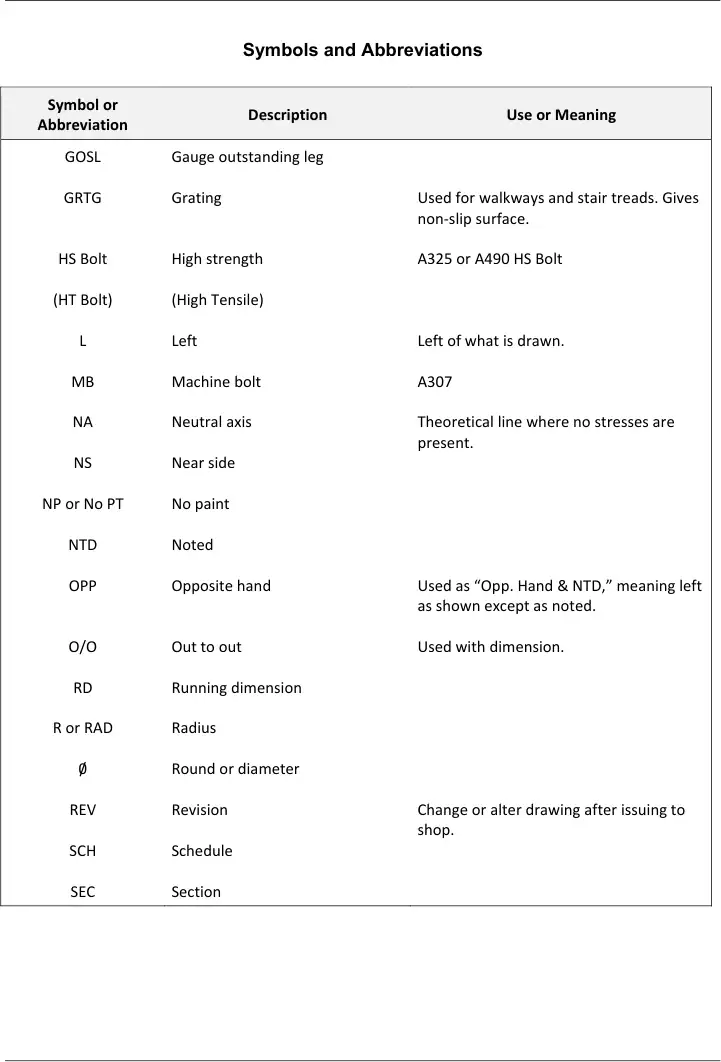 Symbols and Abbreviations
Symbol or
Abbreviation
Description
Use or Meaning
GOSL Gauge outstanding leg
GRTG Grating Used for walkways and stair treads. Gives
non-slip surface.
HS Bolt High strength A325 or A490 HS Bolt
(HT Bolt) (High Tensile)
L Left Left of what is drawn.
MB Machine bolt A307
NA Neutral axis Theoretical line where no stresses are
present.
NS Near side
NP or No PT No paint
NTD Noted
OPP Opposite hand Used as “Opp. Hand & NTD,” meaning left
as shown except as noted.
O/O Out to out Used with dimension.
RD Running dimension
R or RAD Radius
Ø Round or diameter
REV Revision Change or alter drawing after issuing to
shop.
SCH Schedule
SEC Section